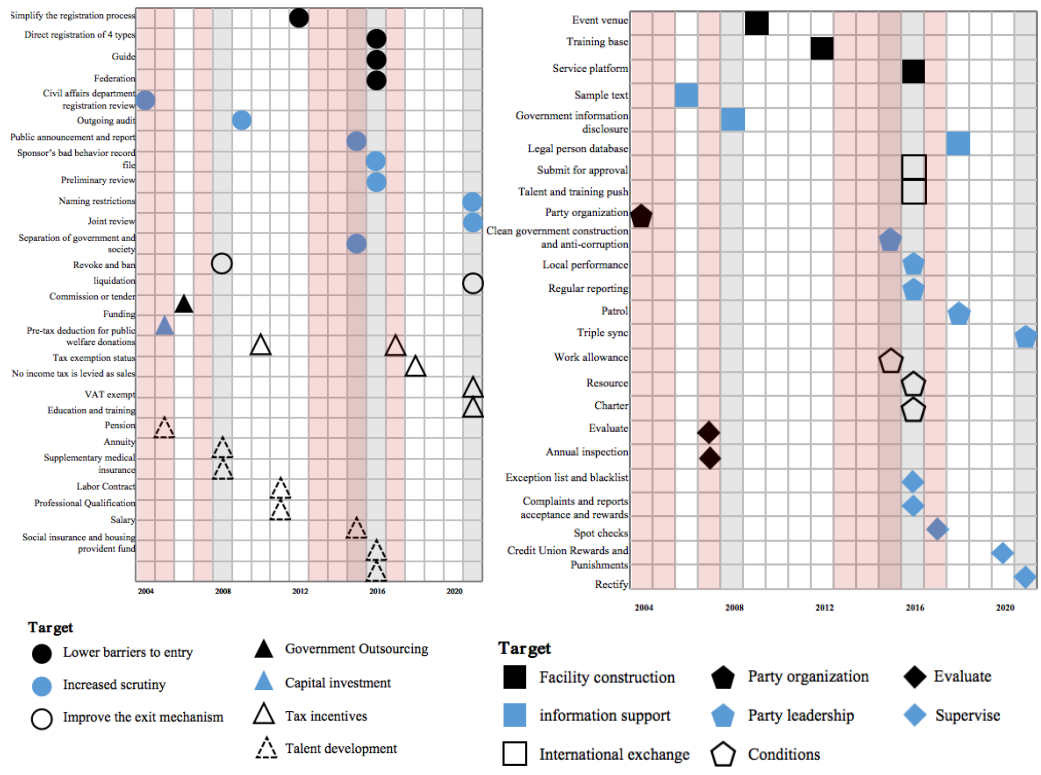 Simplify the registration process
Direct registration of 4 types
Guide
Federation
Civil affairs department
registration review
Outgoing audit
Public announcement and report
Sponsor's bad behavior record
file
Preliminary review
Naming restrictions
Joint review
Separation of government and
society
Revoke and ban
liquidation
Commission or tender
Funding
Pre-tax deduction for public
welfare donations
Tax exemption status
No income tax is levied as sales
VAT exempt
Education and training
Pension
Annuity
Supplementary medical
insurance
Labor Contract
Professional Qualification
Salary
Social insurance and housing
provident fund
2004 2008 2012 2016 2020
Target
Lower barriers to entry
Increased scrutiny
Improve the exit mechanism
Government Outsourcing
Capital investment
Tax incentives
Talent development
Event venue
Training base
Service platform
Sample text
Government information
disclosure
Legal person database
Submit for approval
Talent and training push
Party organization
Clean government construction
and anti-corruption
Local performance
Regular reporting
Patrol
Triple sync
Work allowance
Resource
Charter
Evaluate
Annual inspection
Exception list and blacklist
Complaints and reports
acceptance and rewards
Spot checks
Credit Union Rewards and
Punishments
Rectify
2004 2008 2012 2016 2020
Target
Facility construction
information support
International exchange
Party organization
Party leadership
Conditions
Evaluate
Supervise